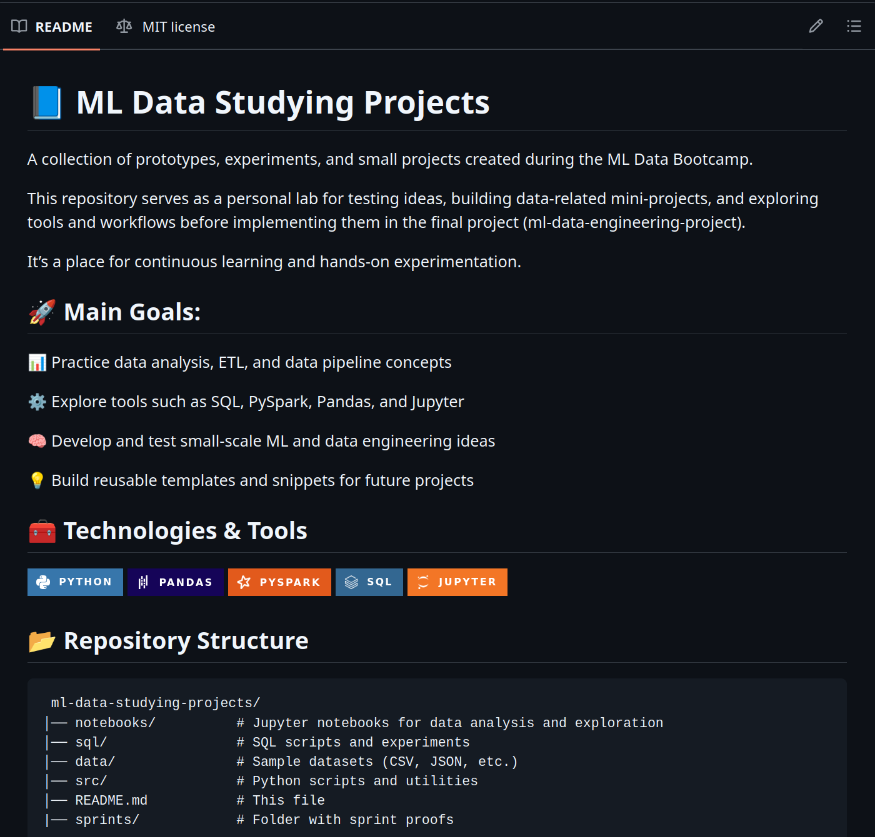 README MIT license
📘 ML Data Studying Projects
A collection of prototypes, experiments, and small projects created during the ML Data Bootcamp.
This repository serves as a personal lab for testing ideas, building data-related mini-projects, and exploring
tools and workflows before implementing them in the final project (ml-data-engineering-project).
It’s a place for continuous learning and hands-on experimentation.
🚀 Main Goals:
📊 Practice data analysis, ETL, and data pipeline concepts
⚙️ Explore tools such as SQL, PySpark, Pandas, and Jupyter
🧠 Develop and test small-scale ML and data engineering ideas
💡 Build reusable templates and snippets for future projects
🧰 Technologies & Tools
PYTHON PANDAS PYSPARK SQL JUPYTER
📂 Repository Structure
ml-data-studying-projects/
│── notebooks/ # Jupyter notebooks for data analysis and exploration
│── sql/ # SQL scripts and experiments
│── data/ # Sample datasets (CSV, JSON, etc.)
│── src/ # Python scripts and utilities
│── README.md # This file
│── sprints/ # Folder with sprint proofs